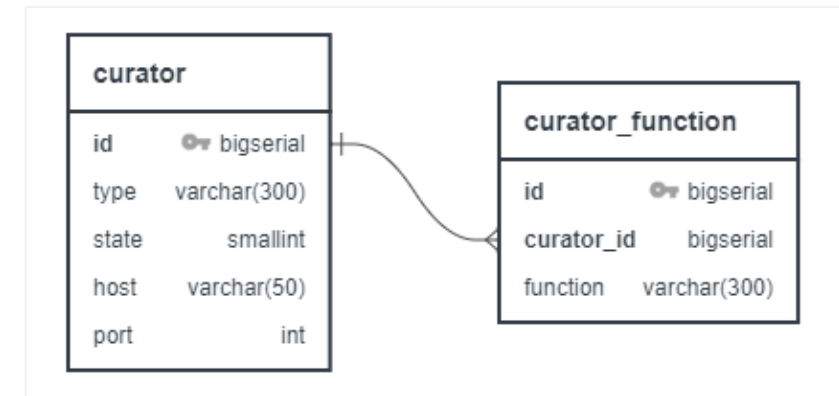 curator
id bigserial
type varchar(300)
state smallint
host varchar(50)
port int
curator_function
id bigserial
curator_id bigserial
function varchar(300)